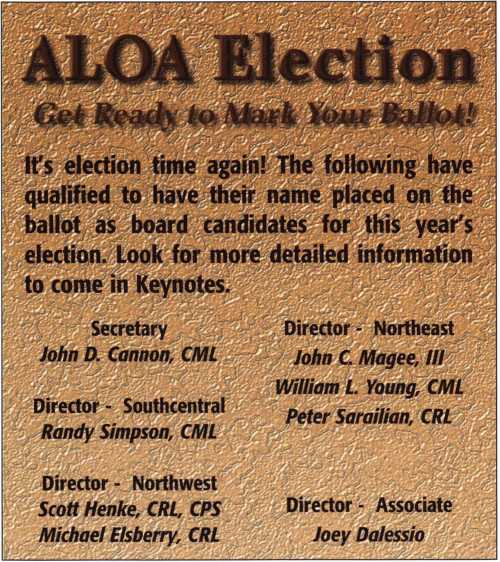 ALOA Election
Get Ready to Mark Your Ballot!
It's election time again! The following have
qualified to have their name placed on the
ballot as board candidates for this year's
election. Look for more detailed information
to come in Keynotes.
Secretary
John D. Cannon, CML
Director - Southcentral
Randy Simpson, CML
Director - Northwest
Scott Henke, CRL, CPS
Michael Elsberry, CRL
Director - Northeast
John C. Magee, III
William L. Young, CML
Peter Sarailian, CRL
Director - Associate
Joey Dalessio